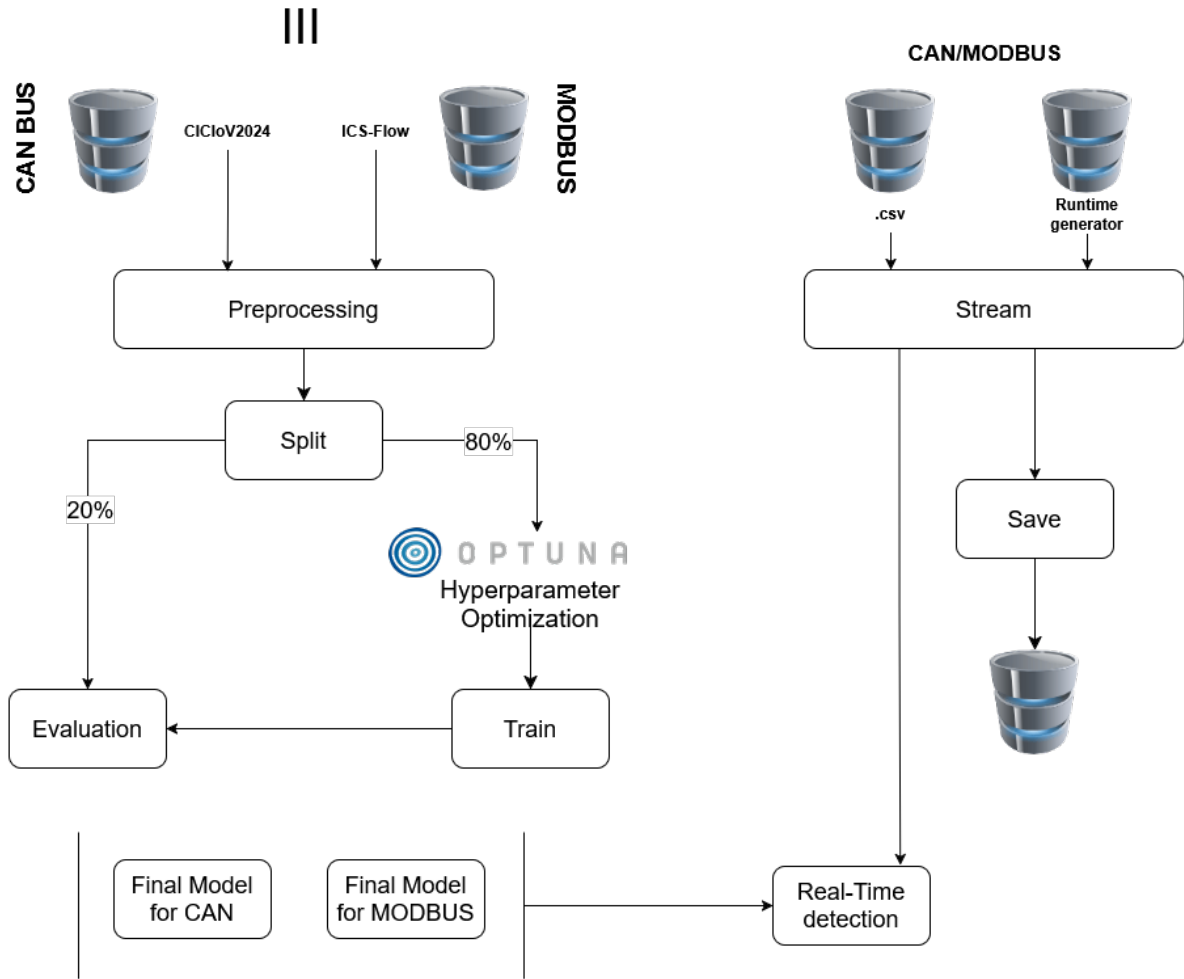 III
CAN BUS
CICIoV2024
ICS-Flow
MODBUS
Preprocessing
Split
80%
20%
OPTUNA
Hyperparameter
Optimization
Evaluation
Train
Final Model
for CAN
Final Model
for MODBUS
CAN/MODBUS
.csv
Runtime
generator
Stream
Save
Real-Time
detection